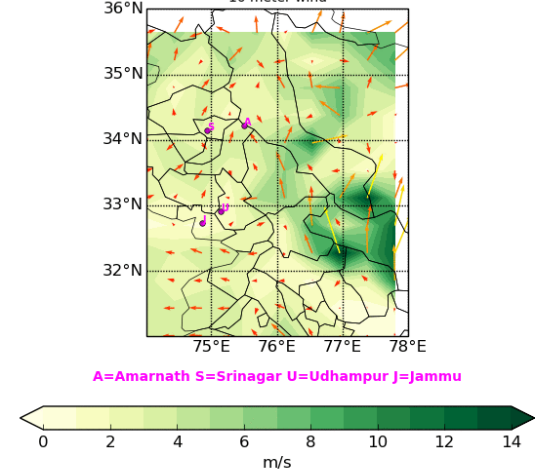 10 meter wind
36°N
35°N
34°N
33°N
32°N
S
A
U
J
75°E 76°E 77°E 78°E
A=Amarnath S=Srinagar U=Udhampur J=Jammu
0 2 4 6 8 10 12 14
m/s